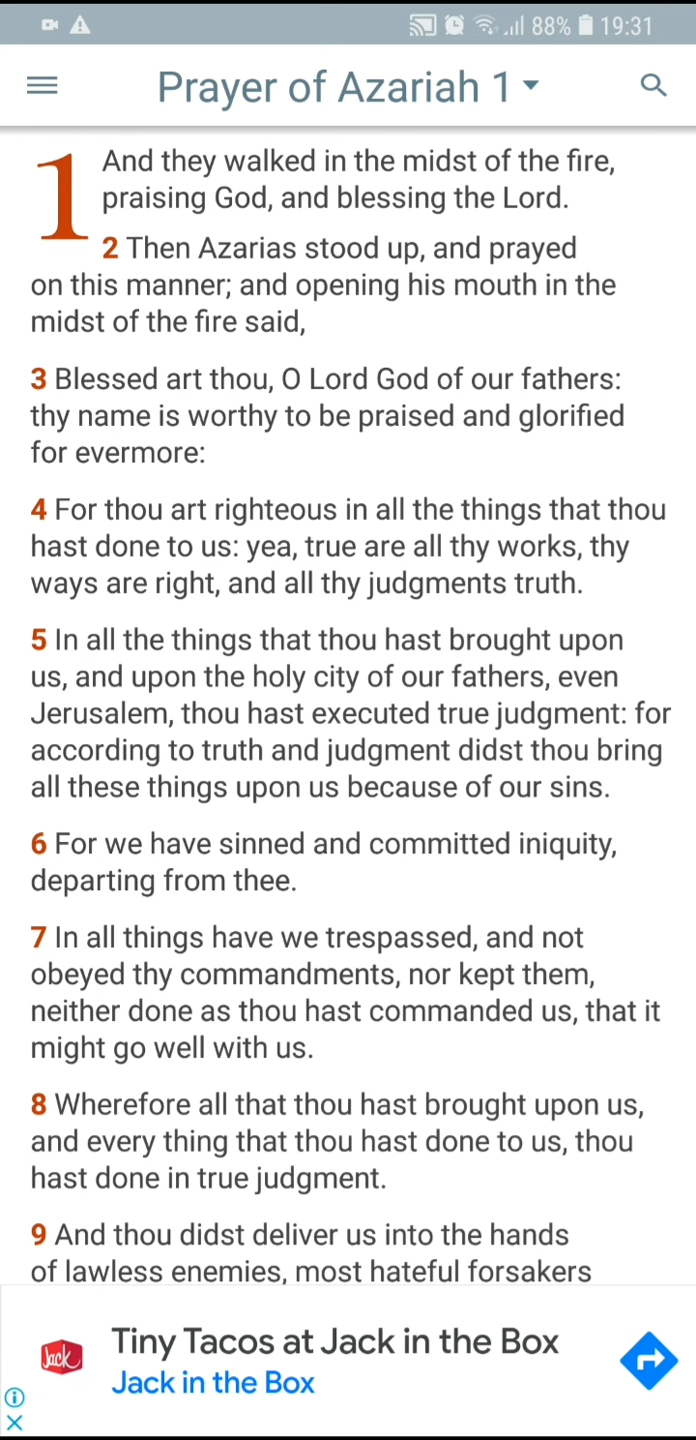 88% 19:31
Prayer of Azariah 1
1 And they walked in the midst of the fire,
praising God, and blessing the Lord.
2 Then Azarias stood up, and prayed
on this manner; and opening his mouth in the
midst of the fire said,
3 Blessed art thou, O Lord God of our fathers:
thy name is worthy to be praised and glorified
for evermore:
4 For thou art righteous in all the things that thou
hast done to us: yea, true are all thy works, thy
ways are right, and all thy judgments truth.
5 In all the things that thou hast brought upon
us, and upon the holy city of our fathers, even
Jerusalem, thou hast executed true judgment: for
according to truth and judgment didst thou bring
all these things upon us because of our sins.
6 For we have sinned and committed iniquity,
departing from thee.
7 In all things have we trespassed, and not
obeyed thy commandments, nor kept them,
neither done as thou hast commanded us, that it
might go well with us.
8 Wherefore all that thou hast brought upon us,
and every thing that thou hast done to us, thou
hast done in true judgment.
9 And thou didst deliver us into the hands
of lawless enemies, most hateful forsakers
Jack
Tiny Tacos at Jack in the Box
Jack in the Box